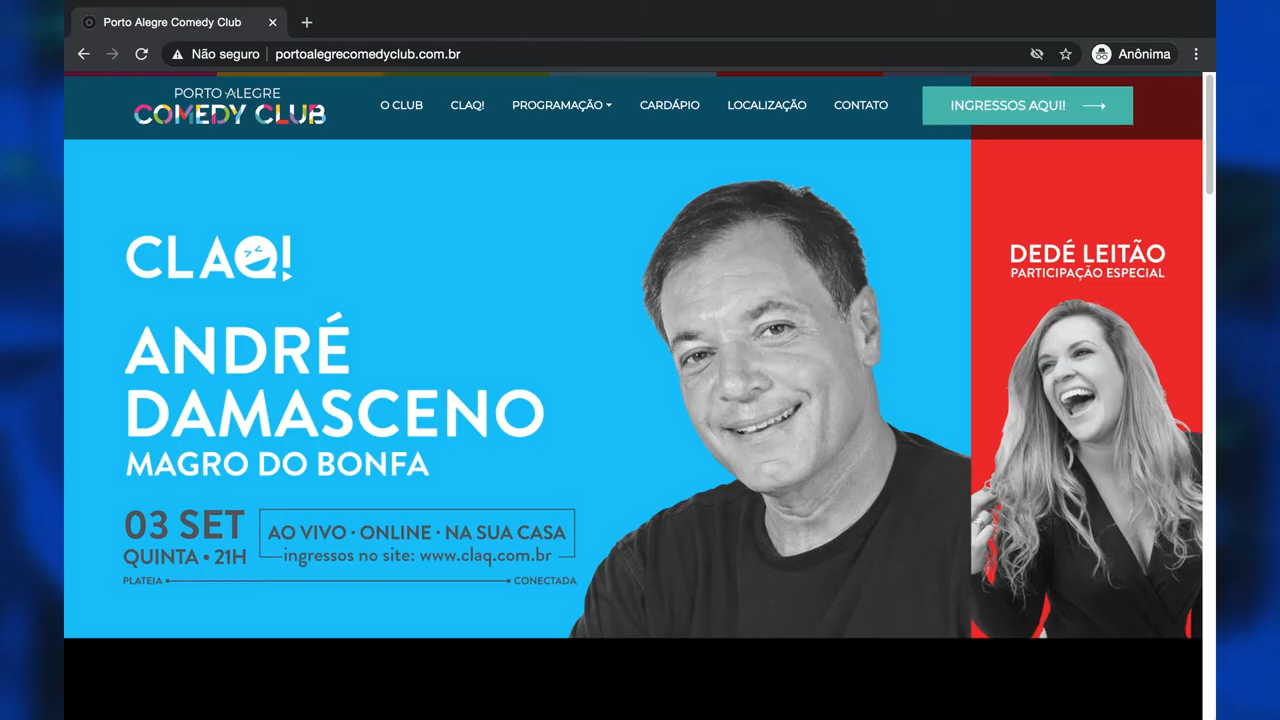 Porto Alegre Comedy Club
Não seguro
portoalegrecomedyclub.com.br
Anônima
PORTO ALEGRE
COMEDY CLUB
O CLUB
CLAQ!
PROGRAMAÇÃO
CARDÁPIO
LOCALIZAÇÃO
CONTATO
INGRESSOS AQUI!
CLAQ!
ANDRÉ
DAMASCENO
MAGRO DO BONFA
03 SET
QUINTA • 21H
AO VIVO • ONLINE • NA SUA CASA
ingressos no site: www.claq.com.br
PLATEIA
CONECTADA
DEDÉ LEITÃO
PARTICIPAÇÃO ESPECIAL